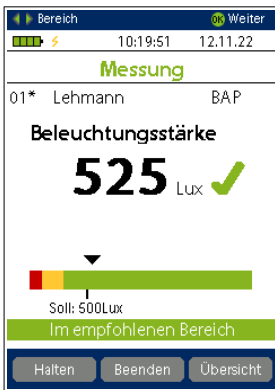 Bereich OK Weiter
10:19:51 12.11.22
Messung
01* Lehmann BAP
Beleuchtungsstärke
525 Lux
Soll: 500Lux
Im empfohlenen Bereich
Halten Beenden Übersicht